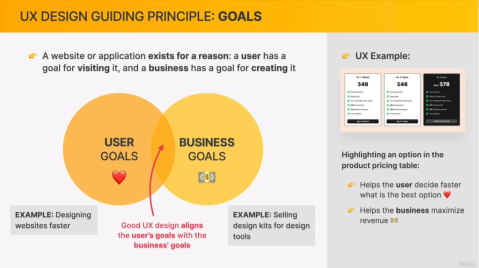 UX DESIGN GUIDING PRINCIPLE: GOALS
👉 A website or application exists for a reason: a user has a
goal for visiting it, and a business has a goal for creating it
USER
GOALS
❤️
BUSINESS
GOALS
💵
EXAMPLE: Designing
websites faster
Good UX design aligns
the user's goals with the
business' goals
EXAMPLE: Selling
design kits for design
tools
👉 UX Example:
$48
$48
$78
Highlighting an option in the
product pricing table:
👉 Helps the user decide faster
what is the best option ❤️
👉 Helps the business maximize
revenue 💵